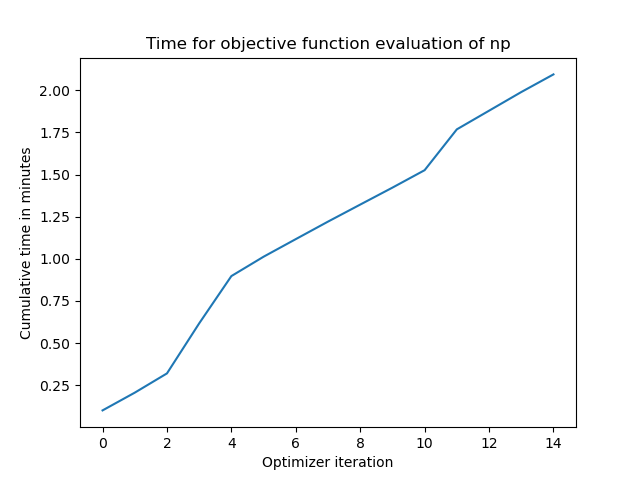 Time for objective function evaluation of np
2.00
1.75
1.50
1.25
1.00
0.75
0.50
0.25
Cumulative time in minutes
0 2 4 6 8 10 12 14
Optimizer iteration